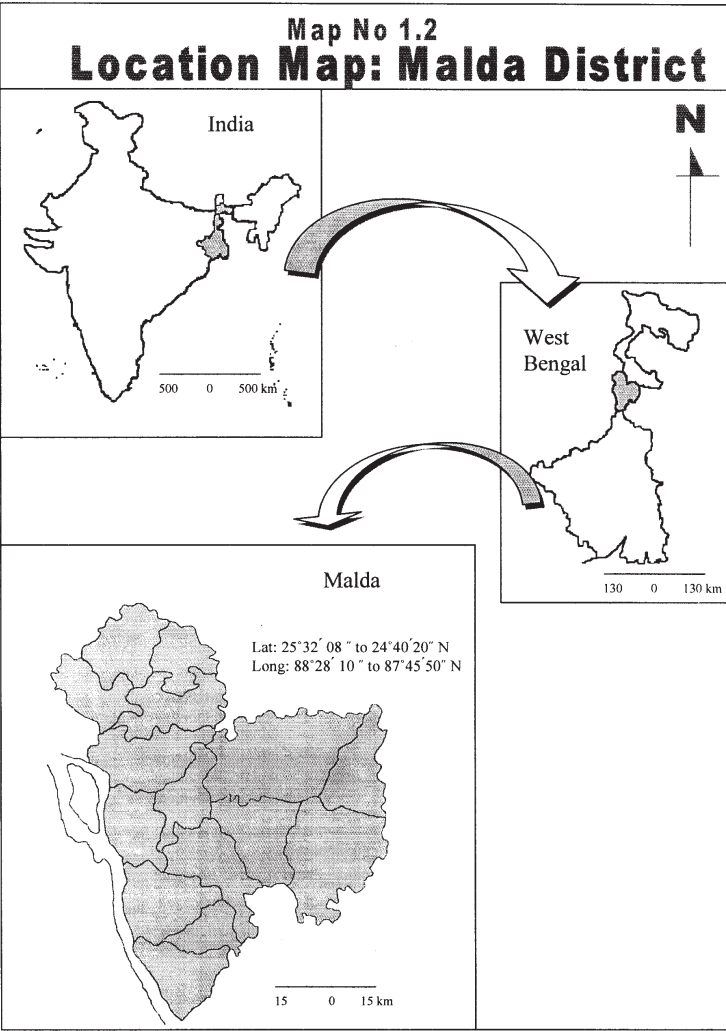 Map No 1.2
Location Map: Malda District
India
N
500 0 500 km
West
Bengal
130 0 130 km
Malda
Lat: 25°32′ 08 ″ to 24°40′20″ N
Long: 88°28′ 10 ″ to 87°45′50″ N
15 0 15 km